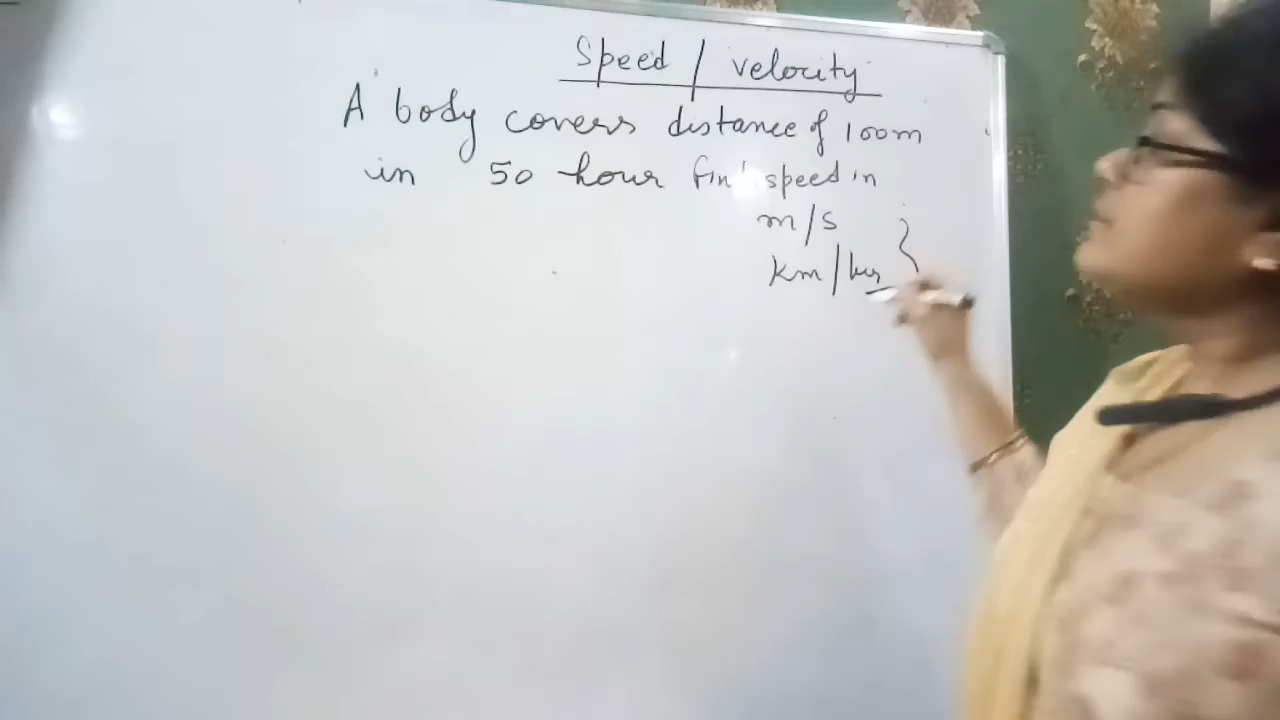 Speed / velocity
A body covers distance of 100m
in 50 hour find speed in
m/s
km/hr